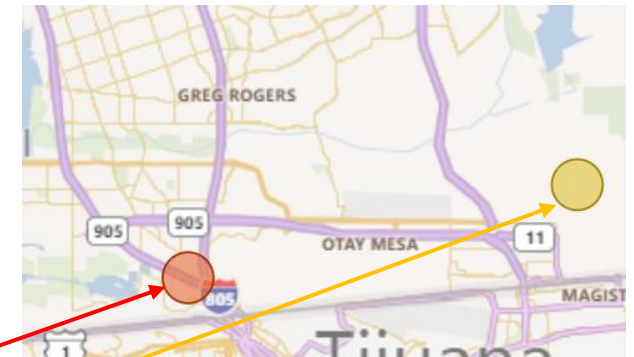 GREG ROGERS
905
905
OTAY MESA
11
805
MAGIST
1
Tijuana